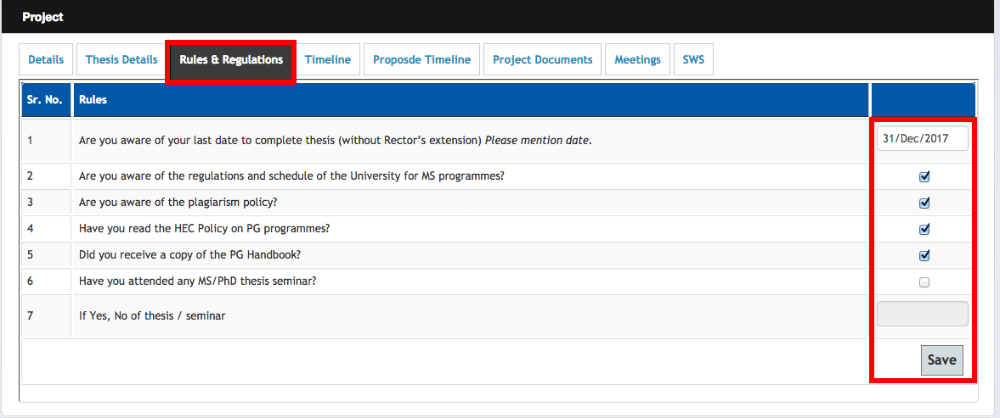 Project
Details Thesis Details Rules & Regulations Timeline Proposde Timeline Project Documents Meetings SWS
Sr. No. Rules
1 Are you aware of your last date to complete thesis (without Rector’s extension) Please mention date. 31/Dec/2017
2 Are you aware of the regulations and schedule of the University for MS programmes?
3 Are you aware of the plagiarism policy?
4 Have you read the HEC Policy on PG programmes?
5 Did you receive a copy of the PG Handbook?
6 Have you attended any MS/PhD thesis seminar?
7 If Yes, No of thesis / seminar
Save